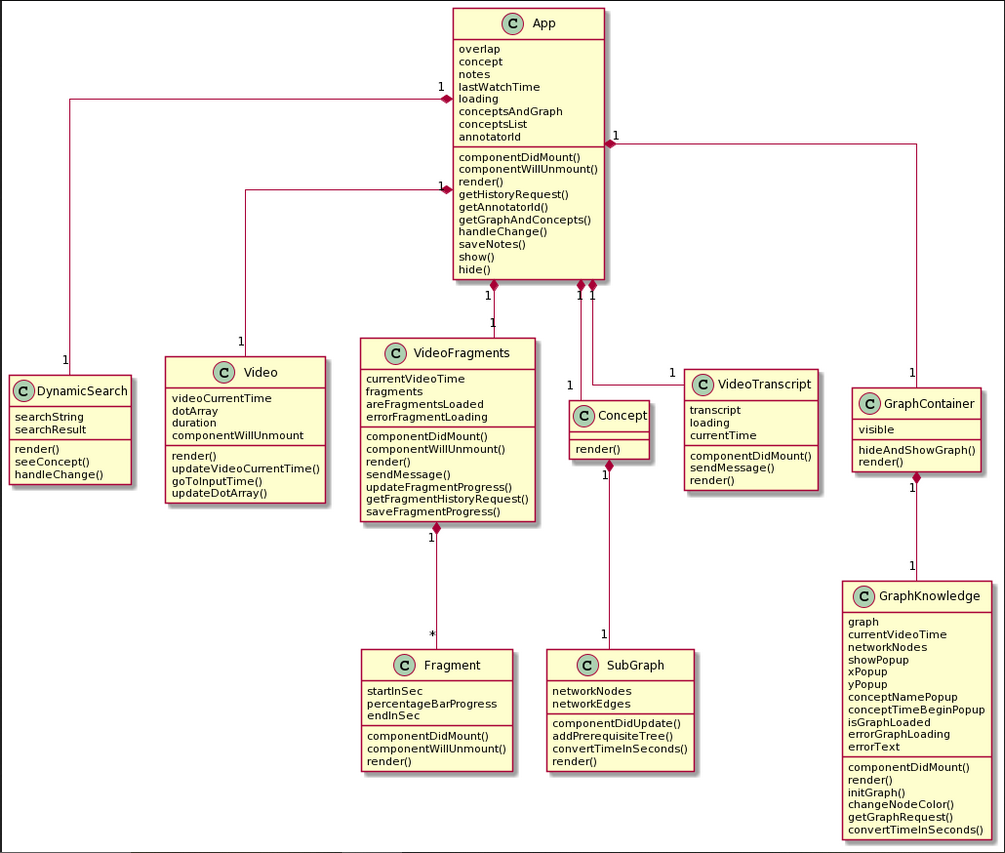 C App
overlap
concept
notes
lastWatchTime
loading
conceptsAndGraph
conceptsList
annotatorId
componentDidMount()
componentWillUnmount()
render()
getHistoryRequest()
getAnnotatorId()
getGraphAndConcepts()
handleChange()
saveNotes()
show()
hide()
1
1
1
1
1
1
1
1
1
1
1
1
C DynamicSearch
searchString
searchResult
render()
seeConcept()
handleChange()
C Video
videoCurrentTime
dotArray
duration
componentWillUnmount
render()
updateVideoCurrentTime()
goToInputTime()
updateDotArray()
C VideoFragments
currentVideoTime
fragments
areFragmentsLoaded
errorFragmentLoading
componentDidMount()
componentWillUnmount()
render()
sendMessage()
updateFragmentProgress()
getFragmentHistoryRequest()
saveFragmentProgress()
C Concept
render()
C VideoTranscript
transcript
loading
currentTime
componentDidMount()
sendMessage()
render()
C GraphContainer
visible
hideAndShowGraph()
render()
1
*
1
1
1
1
C Fragment
startInSec
percentageBarProgress
endInSec
componentDidMount()
componentWillUnmount()
render()
C SubGraph
networkNodes
networkEdges
componentDidUpdate()
addPrerequisiteTree()
convertTimeInSeconds()
render()
C GraphKnowledge
graph
currentVideoTime
networkNodes
showPopup
xPopup
yPopup
conceptNamePopup
conceptTimeBeginPopup
isGraphLoaded
errorGraphLoading
errorText
componentDidMount()
render()
initGraph()
changeNodeColor()
getGraphRequest()
convertTimeInSeconds()